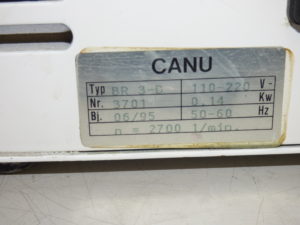 CANU
Typ BR 3-C 110-220 V~
Nr. 3701 0,14 Kw
Bj. 06/95 50-60 Hz
n = 2700 1/min.